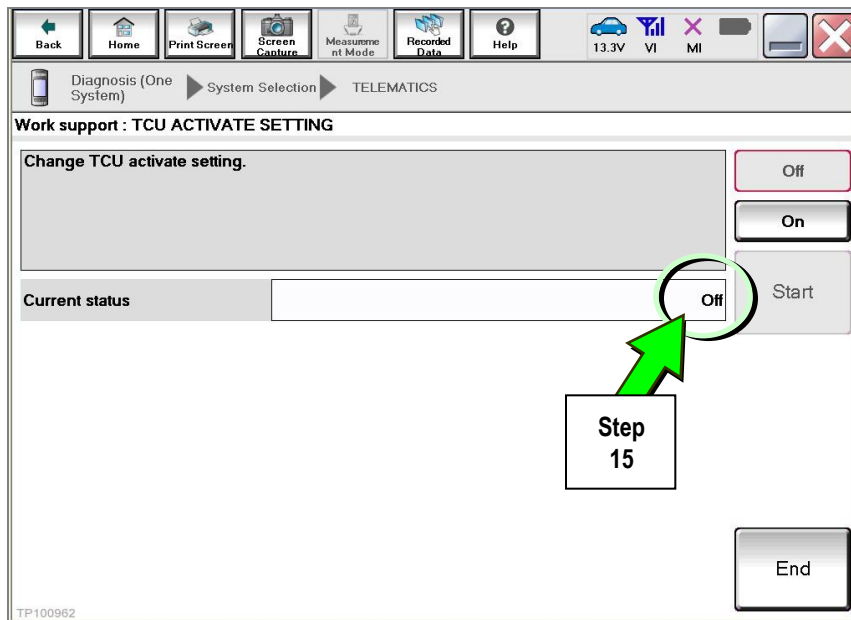 Back
Home
Print Screen
Screen
Capture
Measureme
nt Mode
Recorded
Data
Help
13.3V
VI
MI
Diagnosis (One
System)
System Selection
TELEMATICS
Work support : TCU ACTIVATE SETTING
Change TCU activate setting.
Off
On
Current status
Off
Start
Step
15
End
TP100962